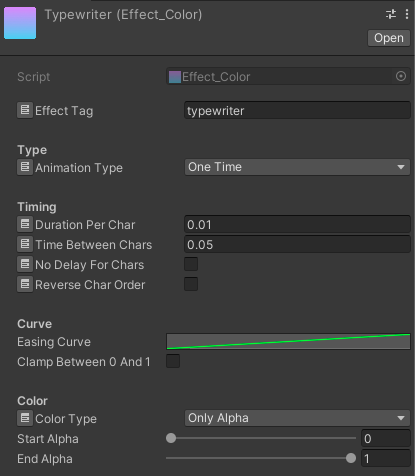 Typewriter (Effect_Color)
Open
Script Effect_Color
Effect Tag typewriter
Type
Animation Type One Time
Timing
Duration Per Char 0.01
Time Between Chars 0.05
No Delay For Chars
Reverse Char Order
Curve
Easing Curve
Clamp Between 0 And 1
Color
Color Type Only Alpha
Start Alpha 0
End Alpha 1